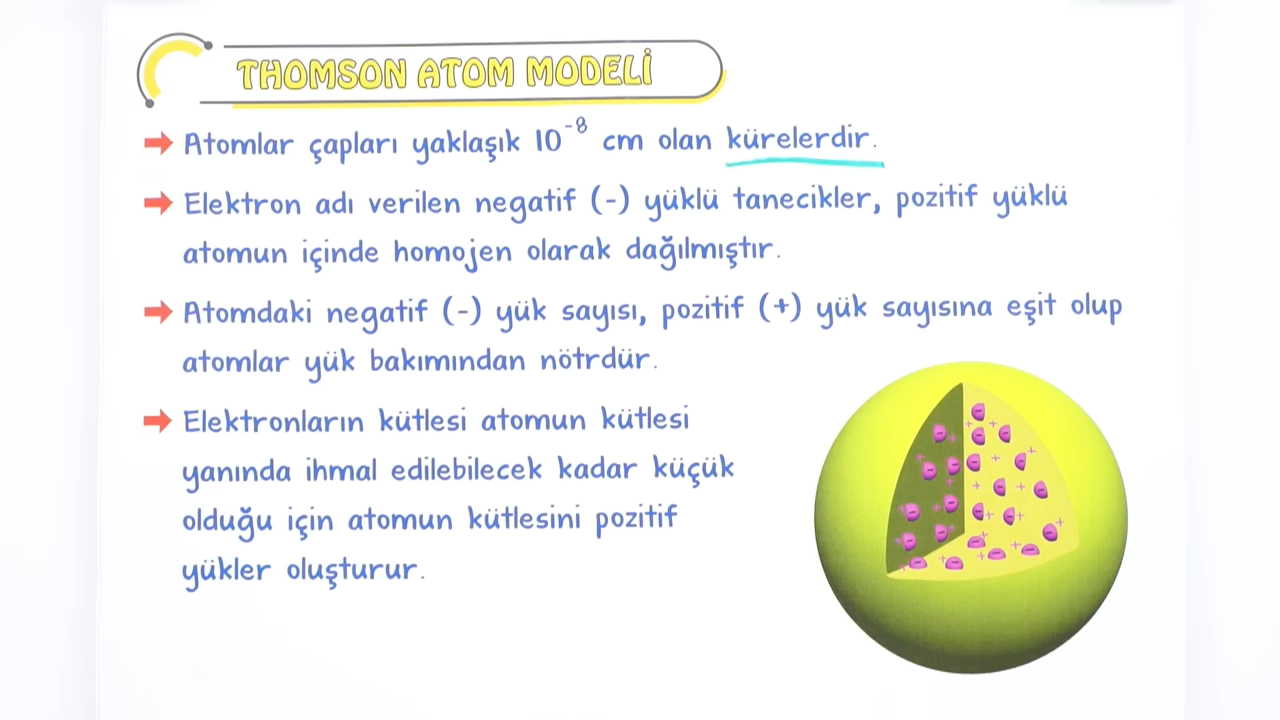 THOMSON ATOM MODELİ
Atomlar çapları yaklaşık 10⁻⁸ cm olan kürelerdir.
Elektron adı verilen negatif (-) yüklü tanecikler, pozitif yüklü
atomun içinde homojen olarak dağılmıştır.
Atomdaki negatif (-) yük sayısı, pozitif (+) yük sayısına eşit olup
atomlar yük bakımından nötrdür.
Elektronların kütlesi atomun kütlesi
yanında ihmal edilebilecek kadar küçük
olduğu için atomun kütlesini pozitif
yükler oluşturur.